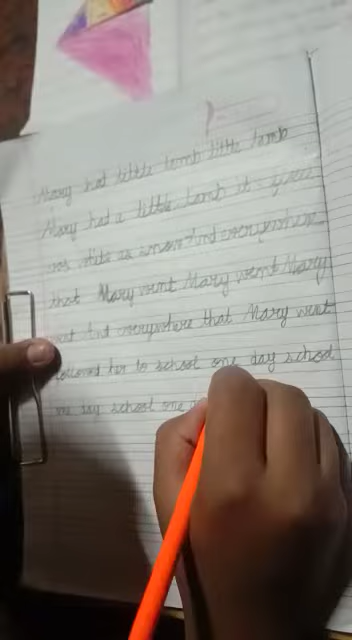 Mary had little lamb little lamb
Mary had a little lamb it
was white as snow And everywhere
that Mary went Mary went Mary
went And everywhere that Mary went
followed her to school one day school
one day school one